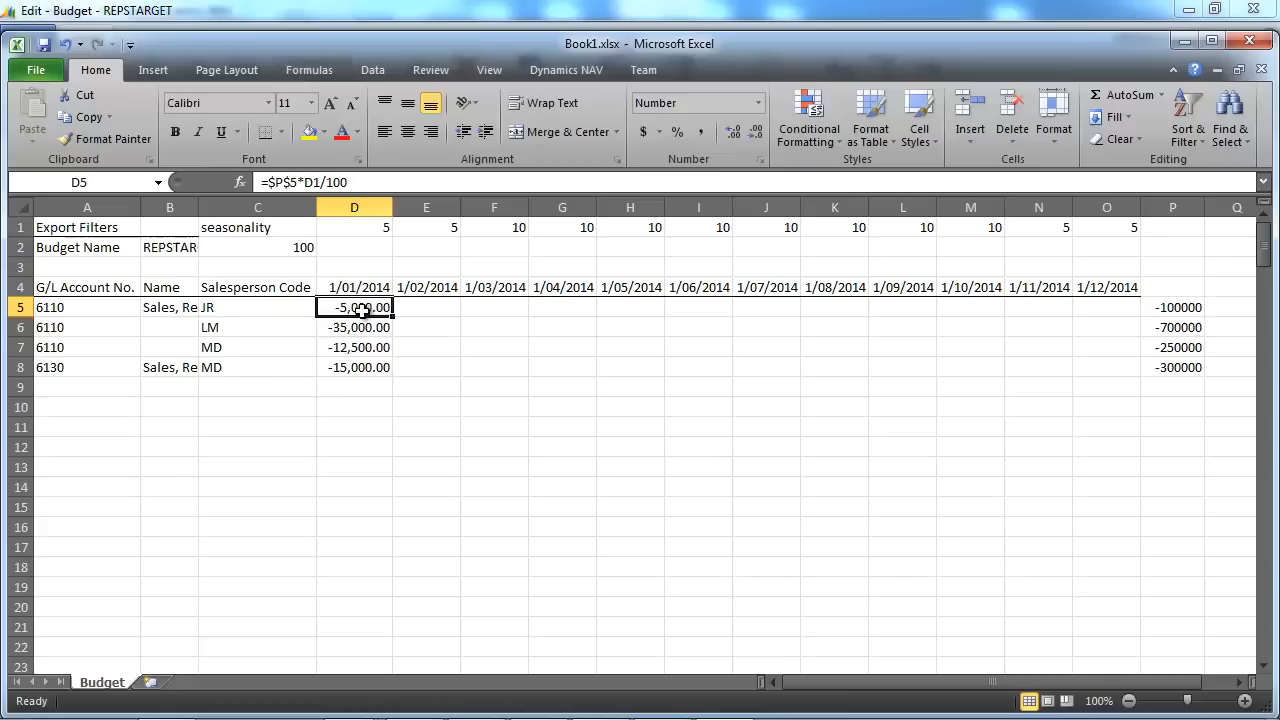 Edit - Budget - REPSTARGET
Book1.xlsx - Microsoft Excel
File Home Insert Page Layout Formulas Data Review View Dynamics NAV Team
Paste
Cut
Copy
Format Painter
Clipboard
Calibri 11
B I U
Font
Wrap Text
Merge & Center
Alignment
Number
$ % ,
Number
Conditional Formatting
Format as Table
Cell Styles
Styles
Insert Delete Format
Cells
Σ AutoSum
Fill
Clear
Sort & Filter
Find & Select
Editing
D5 fx =$P$5*D1/100
A B C D E F G H I J K L M N O P Q
1 Export Filters seasonality 5 5 10 10 10 10 10 10 10 10 5 5
2 Budget Name REPSTAR 100
3
4 G/L Account No. Name Salesperson Code 1/01/2014 1/02/2014 1/03/2014 1/04/2014 1/05/2014 1/06/2014 1/07/2014 1/08/2014 1/09/2014 1/10/2014 1/11/2014 1/12/2014
5 6110 Sales, Re JR -5,000.00 -100000
6 6110 LM -35,000.00 -700000
7 6110 MD -12,500.00 -250000
8 6130 Sales, Re MD -15,000.00 -300000
9
10
11
12
13
14
15
16
17
18
19
20
21
22
23
Budget
Ready 100%